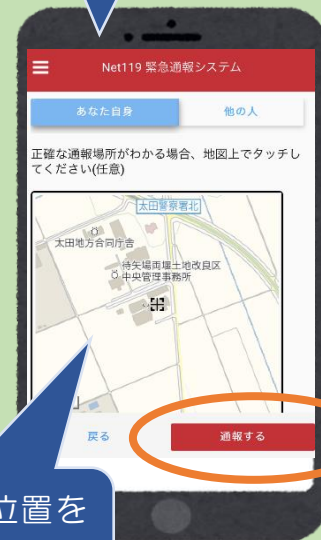 Net119 緊急通報システム
あなた自身
他の人
正確な通報場所がわかる場合、地図上でタッチし
てください(任意)
太田警察署北
太田地方合同庁舎
待矢場両堰土地改良区
中央管理事務所
戻る
通報する
位置を